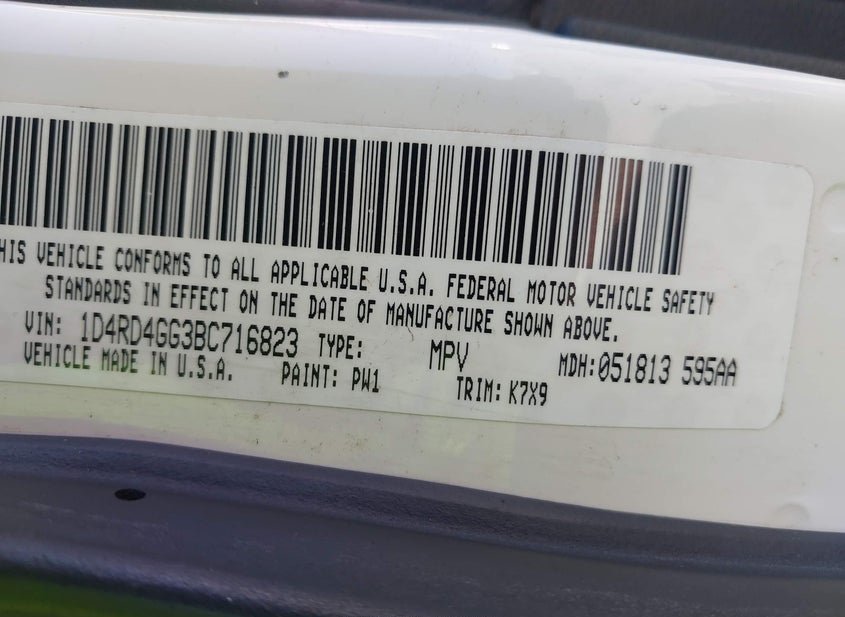 THIS VEHICLE CONFORMS TO ALL APPLICABLE U.S.A. FEDERAL MOTOR VEHICLE SAFETY
STANDARDS IN EFFECT ON THE DATE OF MANUFACTURE SHOWN ABOVE.
VIN: 1D4RD4GG3BC716823 TYPE: MPV MDH:051813 595AA
VEHICLE MADE IN U.S.A. PAINT: PW1 TRIM: K7X9